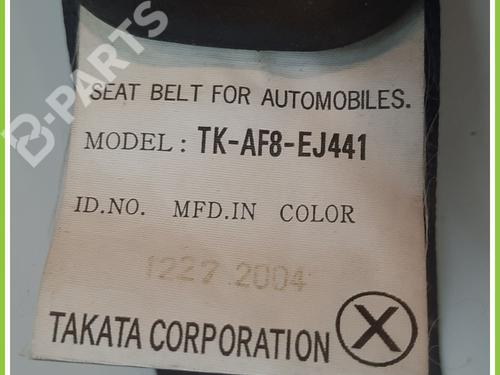 B-PARTS
SEAT BELT FOR AUTOMOBILES.
MODEL : TK-AF8-EJ441
ID.NO. MFD.IN COLOR
1227 2004
TAKATA CORPORATION X